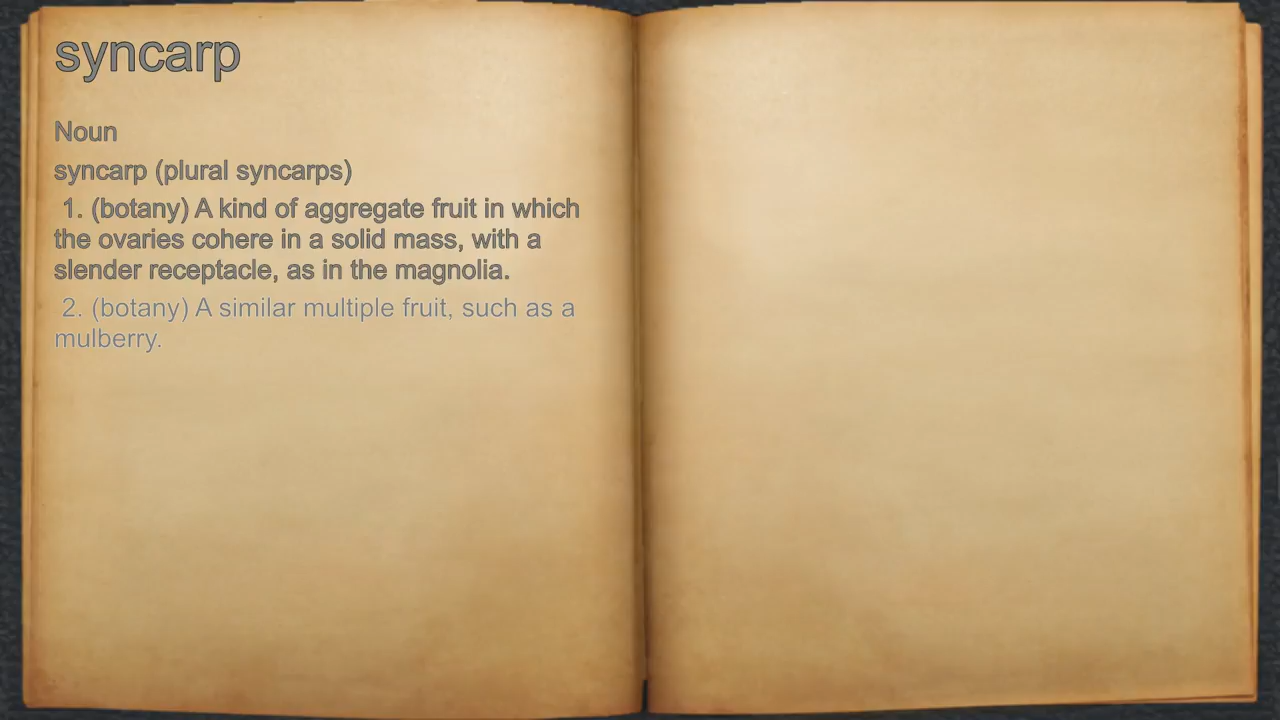 syncarp
Noun
syncarp (plural syncarps)
1. (botany) A kind of aggregate fruit in which
the ovaries cohere in a solid mass, with a
slender receptacle, as in the magnolia.
2. (botany) A similar multiple fruit, such as a
mulberry.